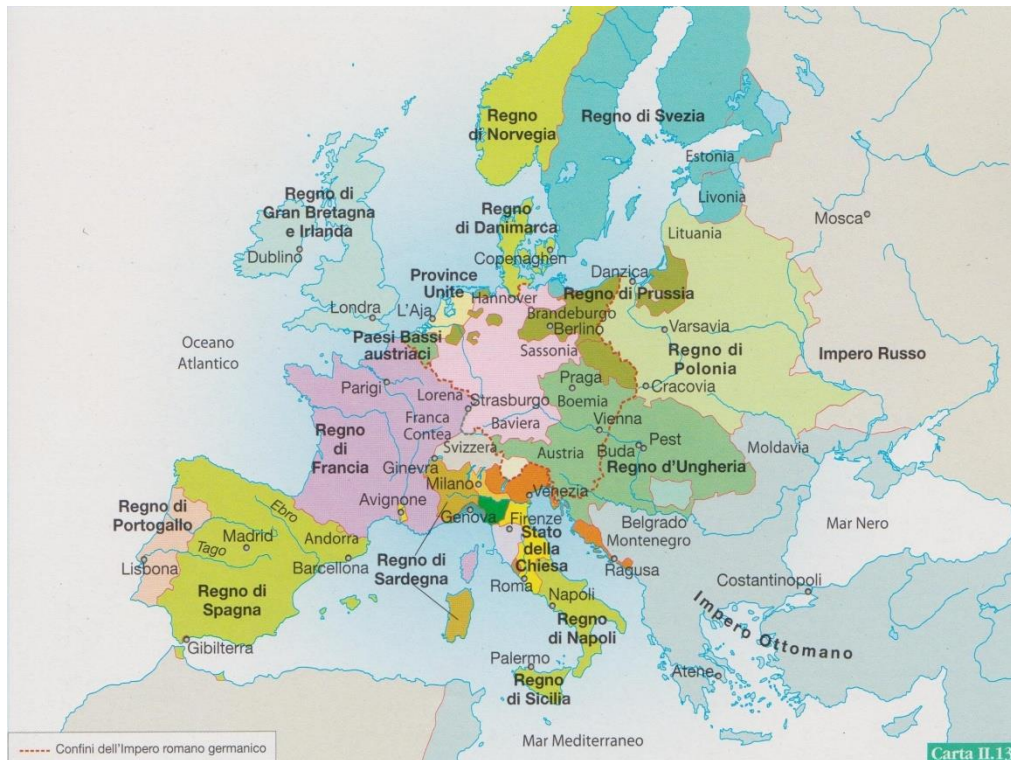 Regno
di Norvegia
Regno di Svezia
Estonia
Livonia
Regno di
Gran Bretagna
e Irlanda
Dublino
Londra
Regno
di Danimarca
Copenaghen
Lituania
Mosca
Danzica
Province
Unite
Hannover
L'Aja
Regno di Prussia
Brandeburgo
Berlino
Varsavia
Paesi Bassi
austriaci
Sassonia
Regno di
Polonia
Impero Russo
Oceano
Atlantico
Parigi
Lorena
Strasburgo
Praga
Boemia
Cracovia
Franca
Contea
Baviera
Vienna
Regno
di
Francia
Svizzera
Austria
Buda
Pest
Regno d'Ungheria
Moldavia
Ginevra
Milano
Venezia
Avignone
Genova
Firenze
Belgrado
Montenegro
Mar Nero
Regno di
Portogallo
Ebro
Madrid
Andorra
Tago
Lisbona
Barcellona
Regno di
Sardegna
Stato
della
Chiesa
Ragusa
Costantinopoli
Regno di
Spagna
Roma
Napoli
Impero Ottomano
Regno
di Napoli
Gibilterra
Palermo
Regno
di Sicilia
Atene
Mar Mediterraneo
Confini dell'Impero romano germanico
Carta II.13